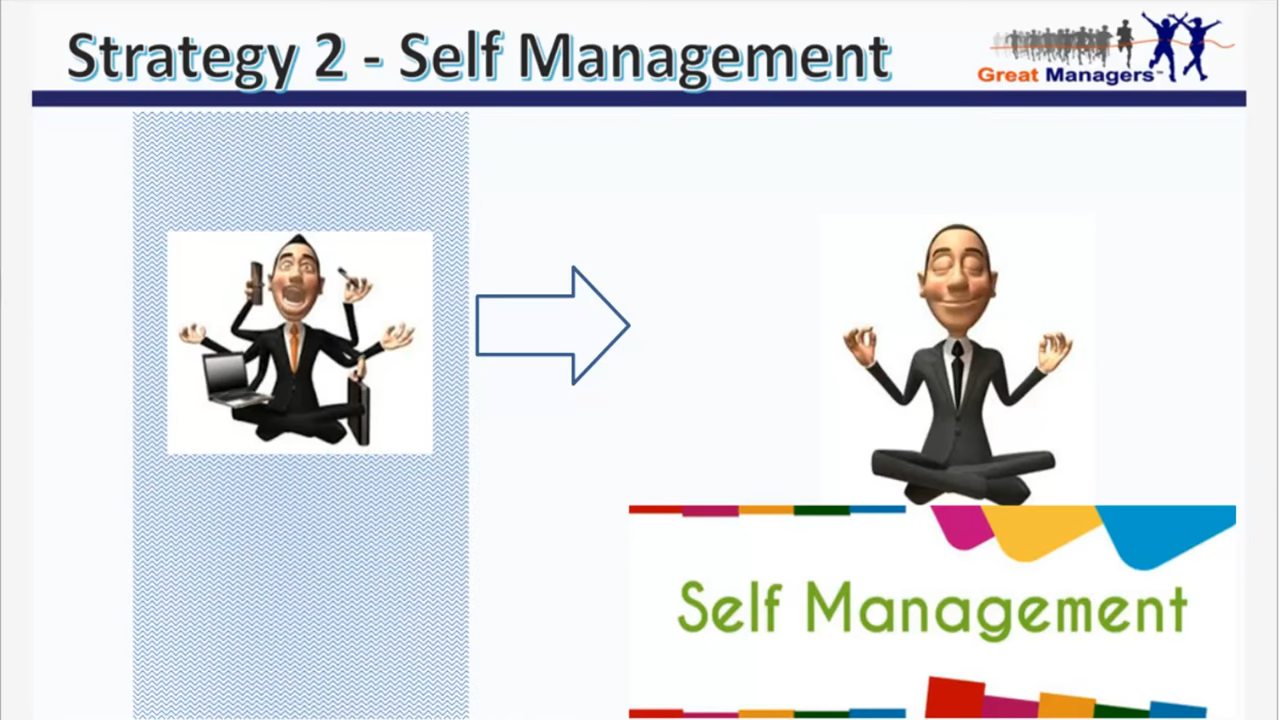 Strategy 2 - Self Management
Great Managers™
Self Management